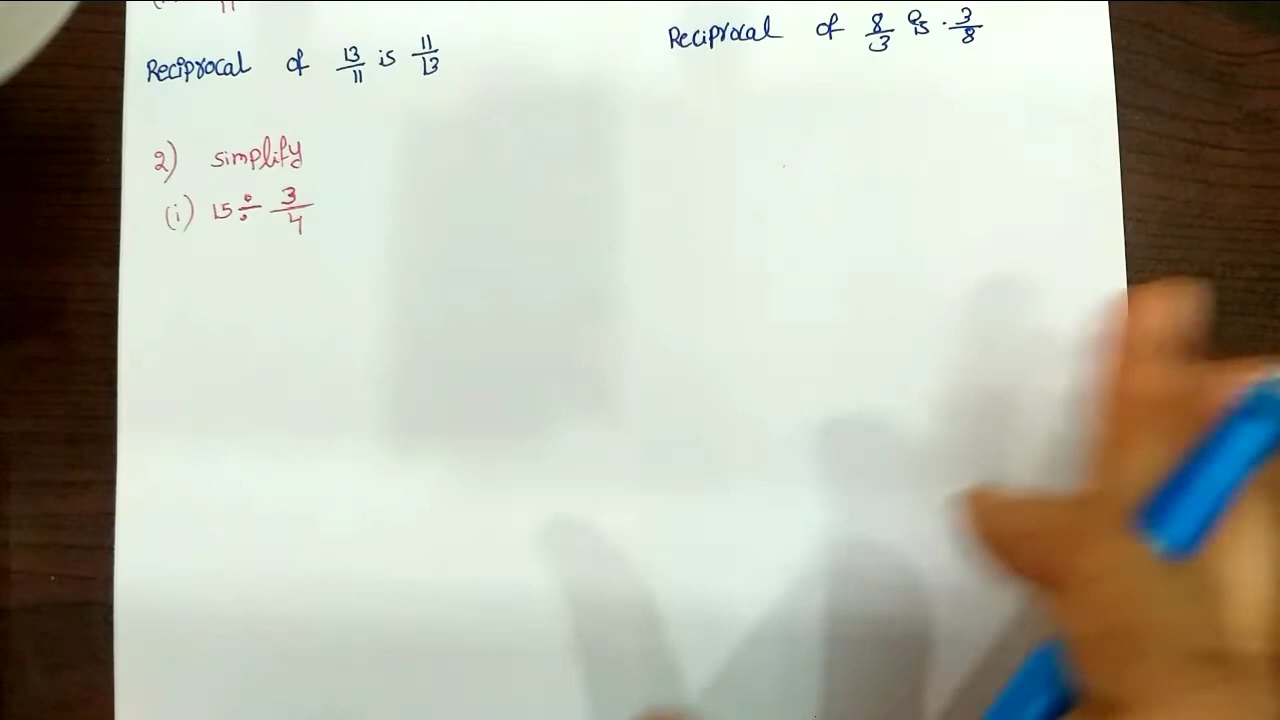 Reciprocal of 13/11 is 11/13
Reciprocal of 8/3 is 3/8
2) simplify
(i) 15 ÷ 3/4